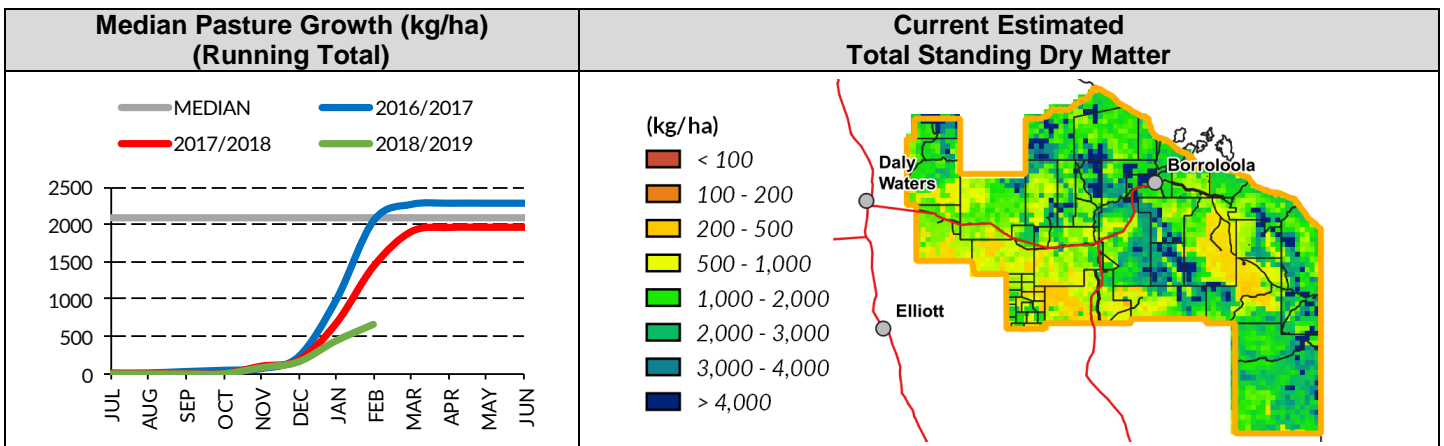 Median Pasture Growth (kg/ha)
(Running Total)
Current Estimated
Total Standing Dry Matter
MEDIAN
2016/2017
2017/2018
2018/2019
2500
2000
1500
1000
500
0
JUL
AUG
SEP
OCT
NOV
DEC
JAN
FEB
MAR
APR
MAY
JUN
(kg/ha)
< 100
100 - 200
200 - 500
500 - 1,000
1,000 - 2,000
2,000 - 3,000
3,000 - 4,000
> 4,000
Daly
Waters
Borroloola
Elliott